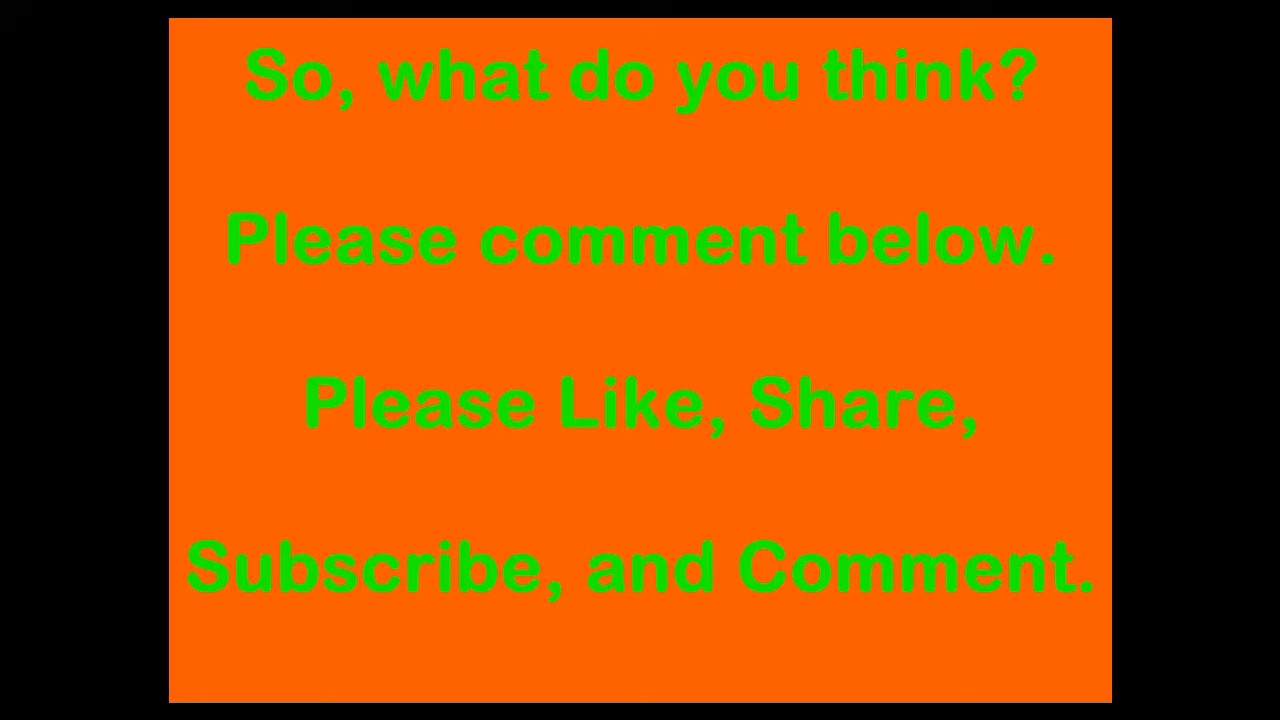 So, what do you think?
Please comment below.
Please Like, Share,
Subscribe, and Comment.